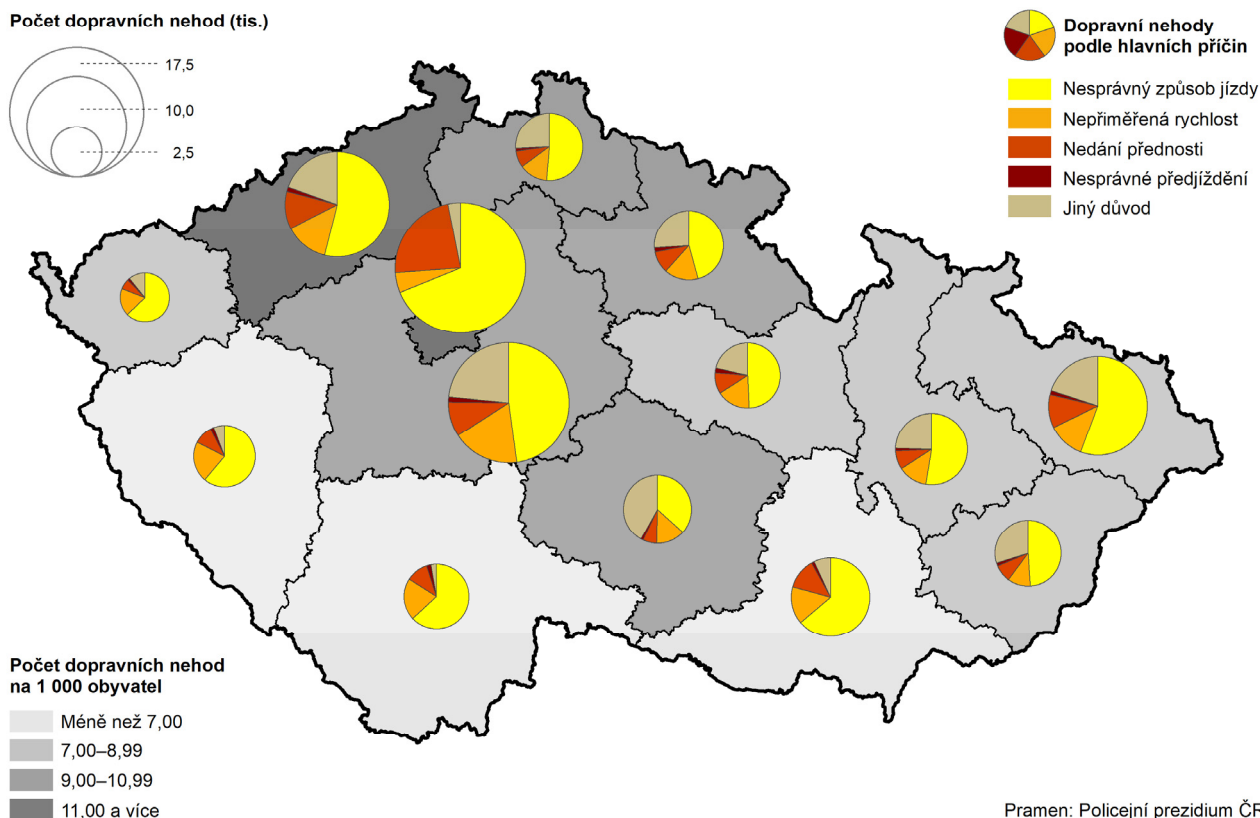 Počet dopravních nehod (tis.)
17,5
10,0
2,5
Dopravní nehody
podle hlavních příčin
Nesprávný způsob jízdy
Nepřiměřená rychlost
Nedání přednosti
Nesprávné předjíždění
Jiný důvod
Počet dopravních nehod
na 1 000 obyvatel
Méně než 7,00
7,00–8,99
9,00–10,99
11,00 a více
Pramen: Policejní prezidium ČR